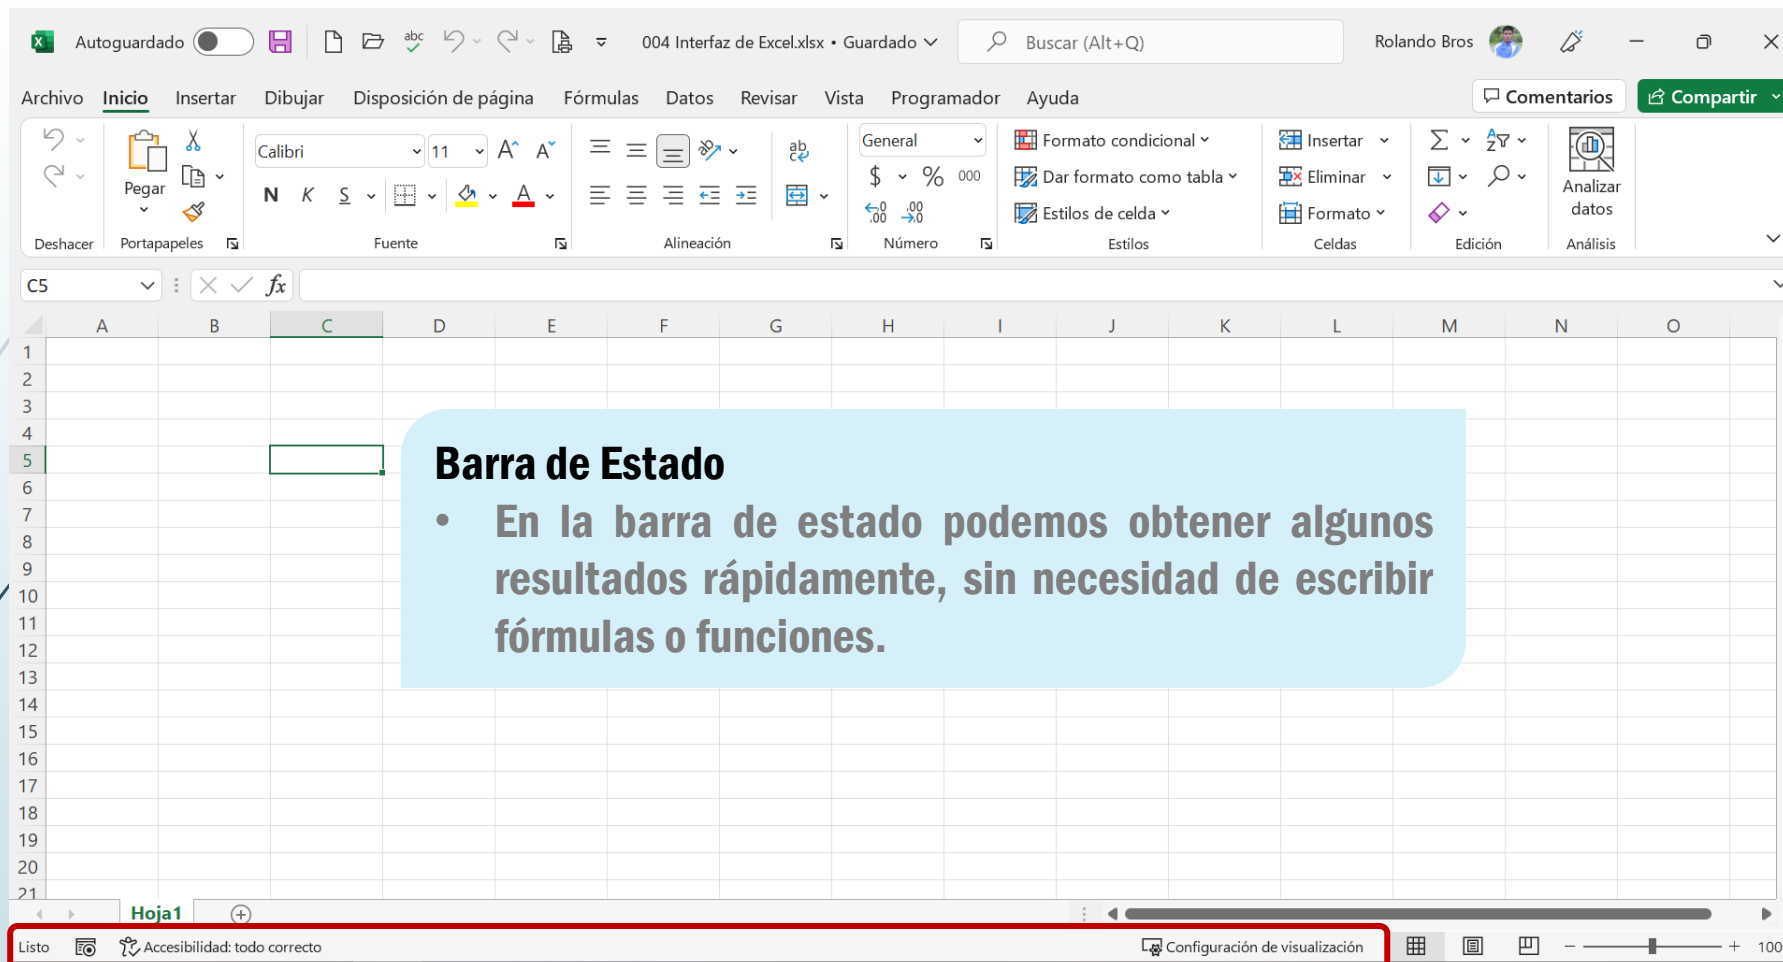 Autoguardado
abc
004 Interfaz de Excel.xlsx • Guardado
Buscar (Alt+Q)
Rolando Bros
Archivo Inicio Insertar Dibujar Disposición de página Fórmulas Datos Revisar Vista Programador Ayuda
Comentarios Compartir
Pegar
Calibri 11 A A
N K S A
ab
General
$ % 000
Formato condicional
Dar formato como tabla
Estilos de celda
Insertar
Eliminar
Formato
Analizar
datos
Deshacer Portapapeles Fuente Alineación Número Estilos Celdas Edición Análisis
C5 fx
A B C D E F G H I J K L M N O
1
2
3
4
5
6
7
8
9
10
11
12
13
14
15
16
17
18
19
20
21
Barra de Estado
• En la barra de estado podemos obtener algunos
resultados rápidamente, sin necesidad de escribir
fórmulas o funciones.
Hoja1
Listo Accesibilidad: todo correcto Configuración de visualización 100